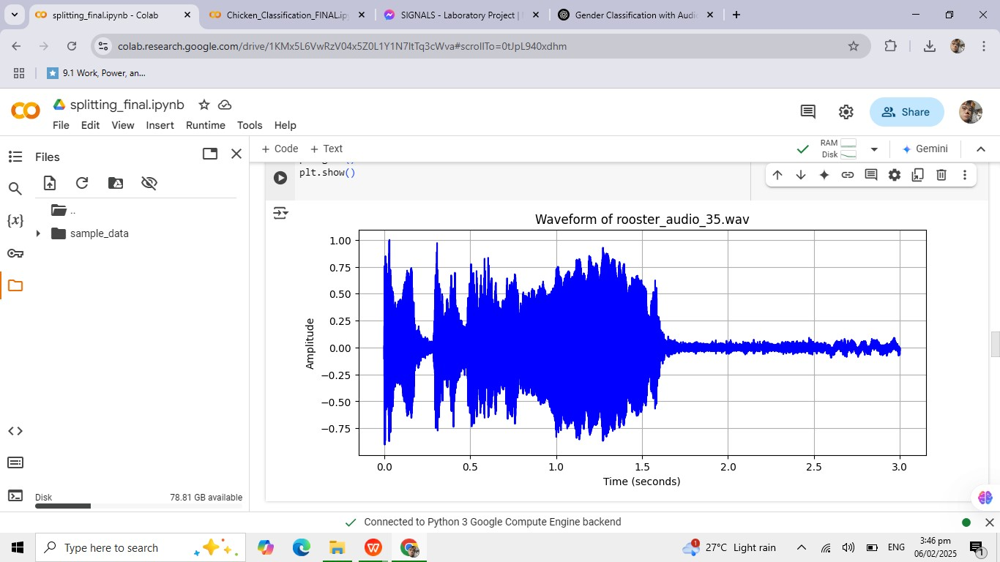 splitting_final.ipynb - Colab
Chicken_Classification_FINAL.ip
SIGNALS - Laboratory Project |
Gender Classification with Audi
colab.research.google.com/drive/1KMx5L6VwRzV04x5Z0L1Y1N7ltTq3cWva#scrollTo=0tJpL940xdhm
9.1 Work, Power, an...
splitting_final.ipynb
File Edit View Insert Runtime Tools Help
Share
Files
+ Code + Text
RAM
Disk
Gemini
plt.show()
..
{x}
sample_data
Waveform of rooster_audio_35.wav
1.00
0.75
0.50
0.25
0.00
−0.25
−0.50
−0.75
Amplitude
0.0 0.5 1.0 1.5 2.0 2.5 3.0
Time (seconds)
Disk 78.81 GB available
Connected to Python 3 Google Compute Engine backend
Type here to search
1
27°C Light rain
ENG
3:46 pm
06/02/2025
1